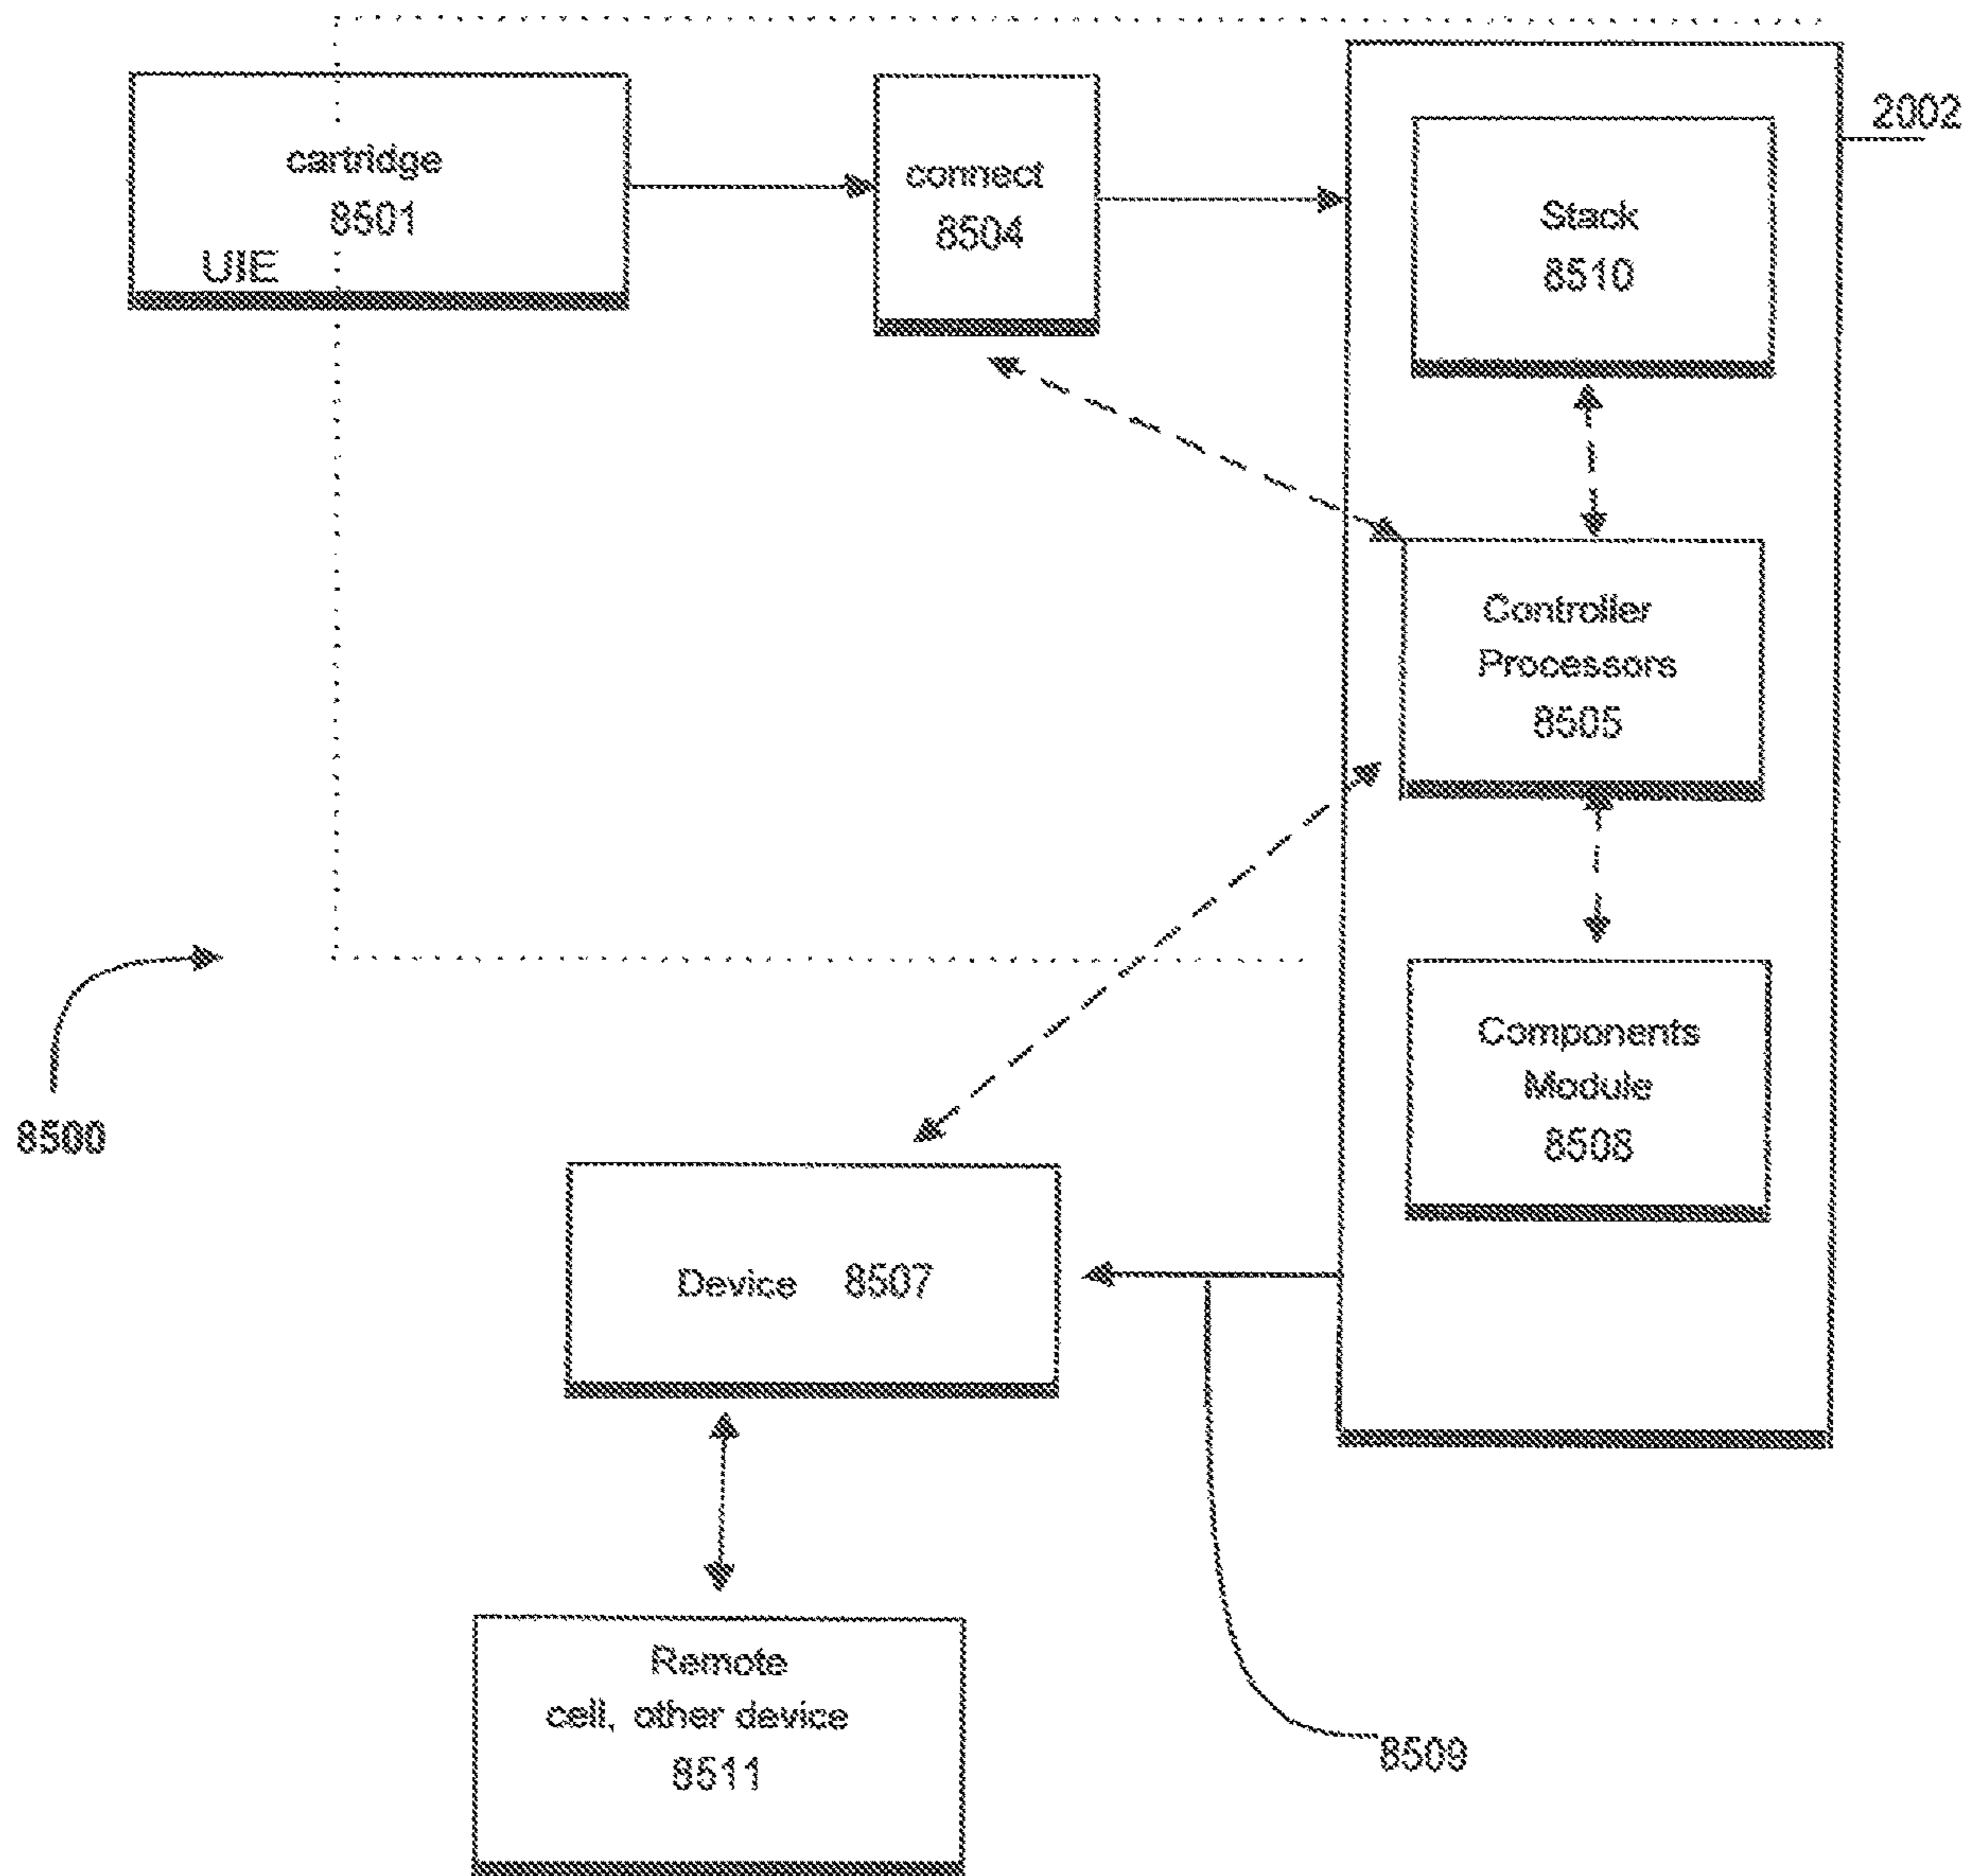 2002
cartridge
8501
UIE
connect
8504
Stack
8510
Controller
Processors
8505
Components
Module
8508
8500
Device 8507
Remote
cell, other device
8511
8509